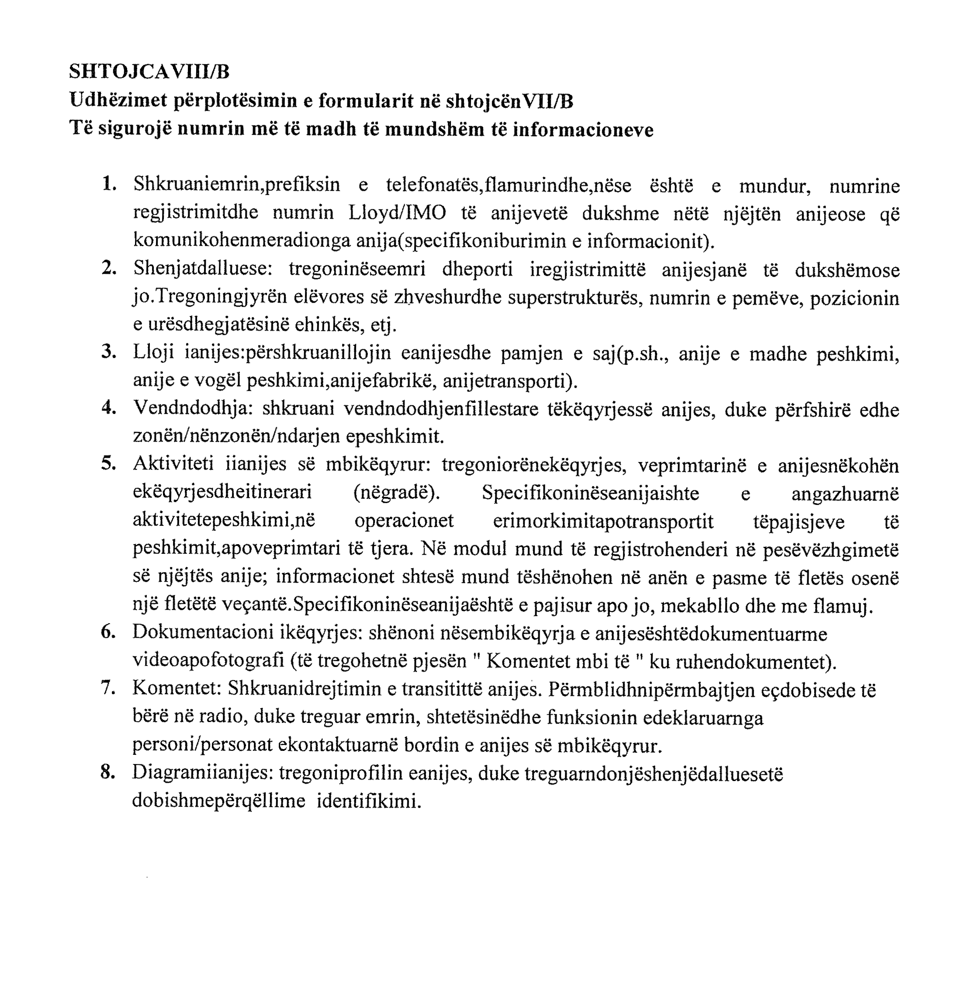 SHTOJCAVIII/B
Udhëzimet përplotësimin e formularit në shtojcënVII/B
Të sigurojë numrin më të madh të mundshëm të informacioneve
1. Shkruaniemrin,prefiksin e telefonatës,flamurindhe,nëse është e mundur, numrine
regjistrimitdhe numrin Lloyd/IMO të anijevetë dukshme nëtë njëjtën anijeose që
komunikohenmeradionga anija(specifikoniburimin e informacionit).
2. Shenjatdalluese: tregoninëseemri dheporti iregjistrimittë anijesjanë të dukshëmose
jo.Tregoningjyrën elëvores së zhveshurdhe superstrukturës, numrin e pemëve, pozicionin
e urësdhegjatësinë ehinkës, etj.
3. Lloji ianijes:përshkruanillojin eanijesdhe pamjen e saj(p.sh., anije e madhe peshkimi,
anije e vogël peshkimi,anijefabrikë, anijetransporti).
4. Vendndodhja: shkruani vendndodhjenfillestare tëkëqyrjessë anijes, duke përfshirë edhe
zonën/nënzonën/ndarjen epeshkimit.
5. Aktiviteti iianijes së mbikëqyrur: tregoniorënekëqyrjes, veprimtarinë e anijesnëkohën
ekëqyrjesdheitinerari (nëgradë). Specifikoninëseanijaishte e angazhuarnë
aktivitetepeshkimi,në operacionet erimorkimitapotransportit tëpajisjeve të
peshkimit,apoveprimtari të tjera. Në modul mund të regjistrohenderi në pesëvëzhgimetë
së njëjtës anije; informacionet shtesë mund tëshënohen në anën e pasme të fletës osenë
një fletëtë veçantë.Specifikoninëseanijaështë e pajisur apo jo, mekabllo dhe me flamuj.
6. Dokumentacioni ikëqyrjes: shënoni nësembikëqyrja e anijesështëdokumentuarme
videoapofotografi (të tregohetnë pjesën " Komentet mbi të " ku ruhendokumentet).
7. Komentet: Shkruanidrejtimin e transitittë anijes. Përmblidhnipërmbajtjen eçdobisede të
bërë në radio, duke treguar emrin, shtetësinëdhe funksionin edeklaruarnga
personi/personat ekontaktuarnë bordin e anijes së mbikëqyrur.
8. Diagramiianijes: tregoniprofilin eanijes, duke treguarndonjëshenjëdalluesetë
dobishmepërqëllime identifikimi.